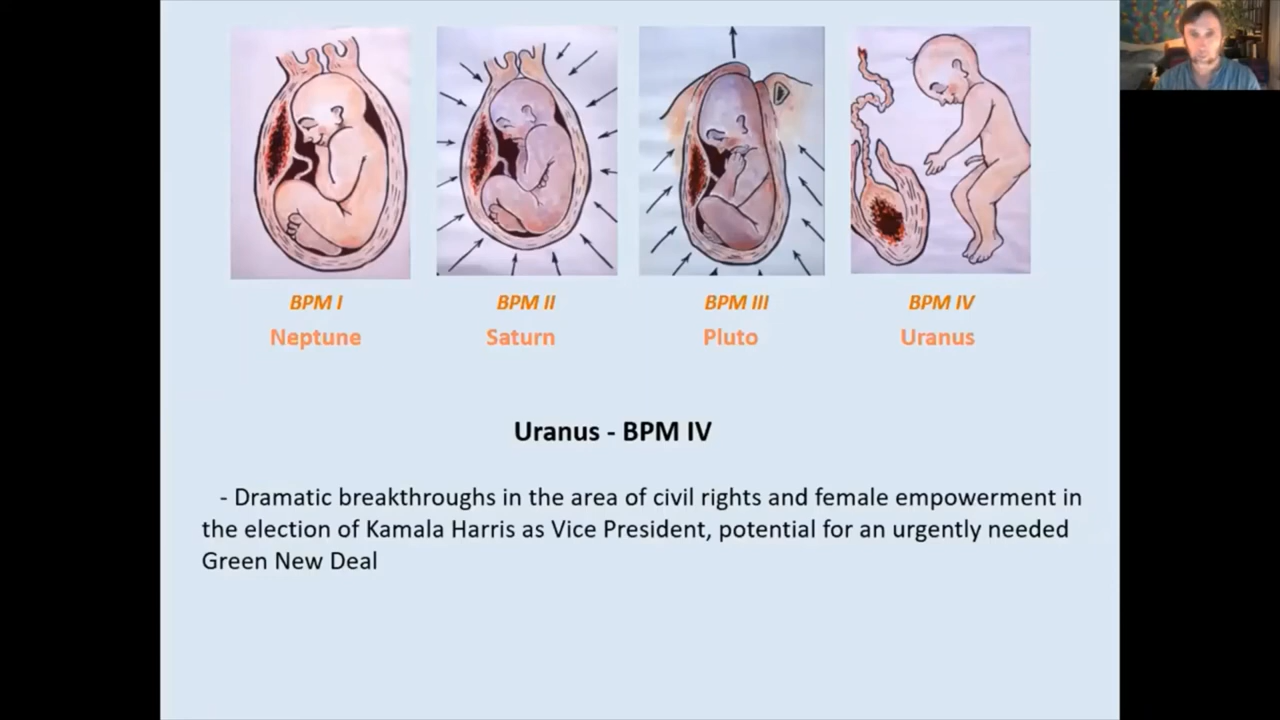 BPM I
BPM II
BPM III
BPM IV
Neptune
Saturn
Pluto
Uranus
Uranus - BPM IV
- Dramatic breakthroughs in the area of civil rights and female empowerment in
the election of Kamala Harris as Vice President, potential for an urgently needed
Green New Deal